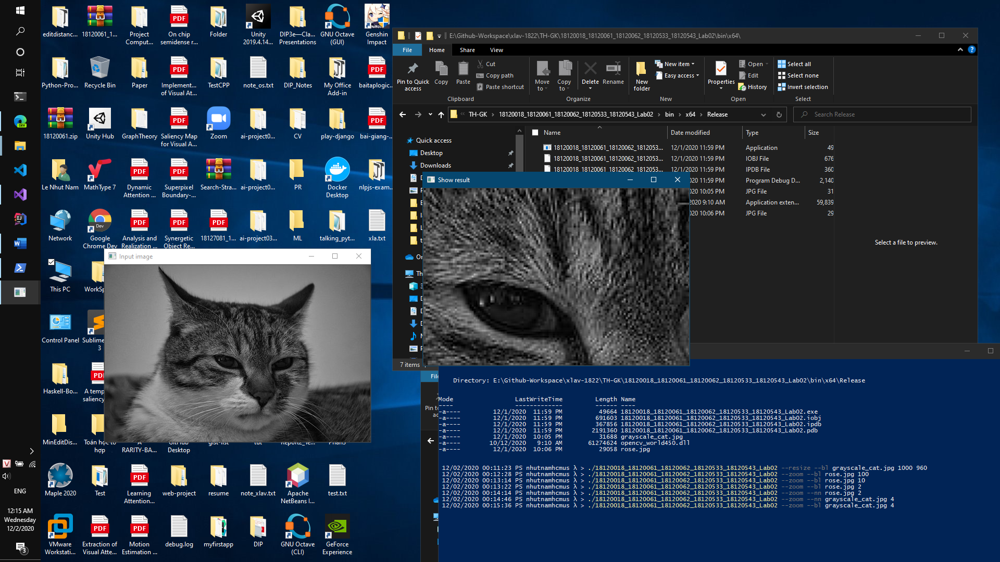 editdistanc...
18120061_1...
Project Comput...
On chip semidense r...
Folder
Unity 2019.4.14...
DIP3e—Cla... Presentations
GNU Octave (GUI)
Genshin Impact
Python-Pro...
Recycle Bin
Paper
Implement... of Visual At...
TestCPP
note_os.txt
DIP_Notes
My Office Add-in
baitaplogic...
18120061.zip
Unity Hub
GraphTheory
Saliency Map for Visual A...
Zoom
ai-project0...
CV
play-django
bai-giang-...
Le Nhut Nam
MathType 7
Dynamic Attention ...
Superpixel Boundary-...
Search-Stra...
ai-project0...
PR
Docker Desktop
nlpjs-exam...
Network
Google Chrome Dev
Analysis and Realization ...
Synergetic Object Re...
18127081_1...
ai-project03...
ML
talking_pyt...
xla.txt
This PC
WorkSp
Control Panel
Sublime 3
Haskell-Bo...
A temp saliency
MinEditDis...
Toán học tổ hợp
RARITY-BA...
Desktop
Maple 2020
Test
Learning Attention...
web-project
resume
note_xlav.txt
Apache NetBeans I...
test.txt
VMware Workstati...
Extraction of Visual Atte...
Motion Estimation ...
debug.log
myfirstapp
DIP
GNU Octave (CLI)
GeForce Experience
ENG
12:15 AM
Wednesday
12/2/2020
3
Input image
Show result
E:\Github-Workspace\xlav-1822\TH-GK\18120018_18120061_18120062_18120533_18120543_Lab02\bin\x64\
File Home Share View
Pin to Quick access
Copy
Paste
Cut
Copy path
Paste shortcut
Move to
Copy to
Delete
Rename
New folder
New item
Easy access
Properties
Open
Edit
History
Select all
Select none
Invert selection
Clipboard Organize New Open Select
TH-GK > 18120018_18120061_18120062_18120533_18120543_Lab02 > bin > x64 > Release
Search Release
Quick access
Desktop
Downloads
Name Date modified Type Size
18120018_18120061_18120062_1812053... 12/1/2020 11:59 PM Application 49
18120018_18120061_18120062_1812053... 12/1/2020 11:59 PM IOBJ File 676
18120018_18120061_18120062_1812053... 12/1/2020 11:59 PM IPDB File 360
11:59 PM Program Debug D... 2,140
10:05 PM JPG File 31
2020 9:10 AM Application exten... 59,839
020 10:06 PM JPG File 29
Select a file to preview.
7 items
Directory: E:\Github-Workspace\xlav-1822\TH-GK\18120018_18120061_18120062_18120533_18120543_Lab02\bin\x64\Release
Mode LastWriteTime Length Name
---- ------------- ------ ----
-a---- 12/1/2020 11:59 PM 49664 18120018_18120061_18120062_18120533_18120543_Lab02.exe
-a---- 12/1/2020 11:59 PM 691603 18120018_18120061_18120062_18120533_18120543_Lab02.iobj
-a---- 12/1/2020 11:59 PM 367856 18120018_18120061_18120062_18120533_18120543_Lab02.ipdb
-a---- 12/1/2020 11:59 PM 2191360 18120018_18120061_18120062_18120533_18120543_Lab02.pdb
-a---- 12/1/2020 10:05 PM 31688 grayscale_cat.jpg
-a---- 10/12/2020 9:10 AM 61274624 opencv_world450.dll
-a---- 12/1/2020 10:06 PM 29058 rose.jpg
12/02/2020 00:11:23 PS nhutnamhcmus λ > ./18120018_18120061_18120062_18120533_18120543_Lab02 --resize --bl grayscale_cat.jpg 1000 960
12/02/2020 00:12:28 PS nhutnamhcmus λ > ./18120018_18120061_18120062_18120533_18120543_Lab02 --zoom --bl rose.jpg 100
12/02/2020 00:13:14 PS nhutnamhcmus λ > ./18120018_18120061_18120062_18120533_18120543_Lab02 --zoom --bl rose.jpg 10
12/02/2020 00:13:22 PS nhutnamhcmus λ > ./18120018_18120061_18120062_18120533_18120543_Lab02 --zoom --bl rose.jpg 2
12/02/2020 00:14:14 PS nhutnamhcmus λ > ./18120018_18120061_18120062_18120533_18120543_Lab02 --zoom --nn rose.jpg 2
12/02/2020 00:14:46 PS nhutnamhcmus λ > ./18120018_18120061_18120062_18120533_18120543_Lab02 --zoom --nn grayscale_cat.jpg 4
12/02/2020 00:15:36 PS nhutnamhcmus λ > ./18120018_18120061_18120062_18120533_18120543_Lab02 --zoom --bl grayscale_cat.jpg 4